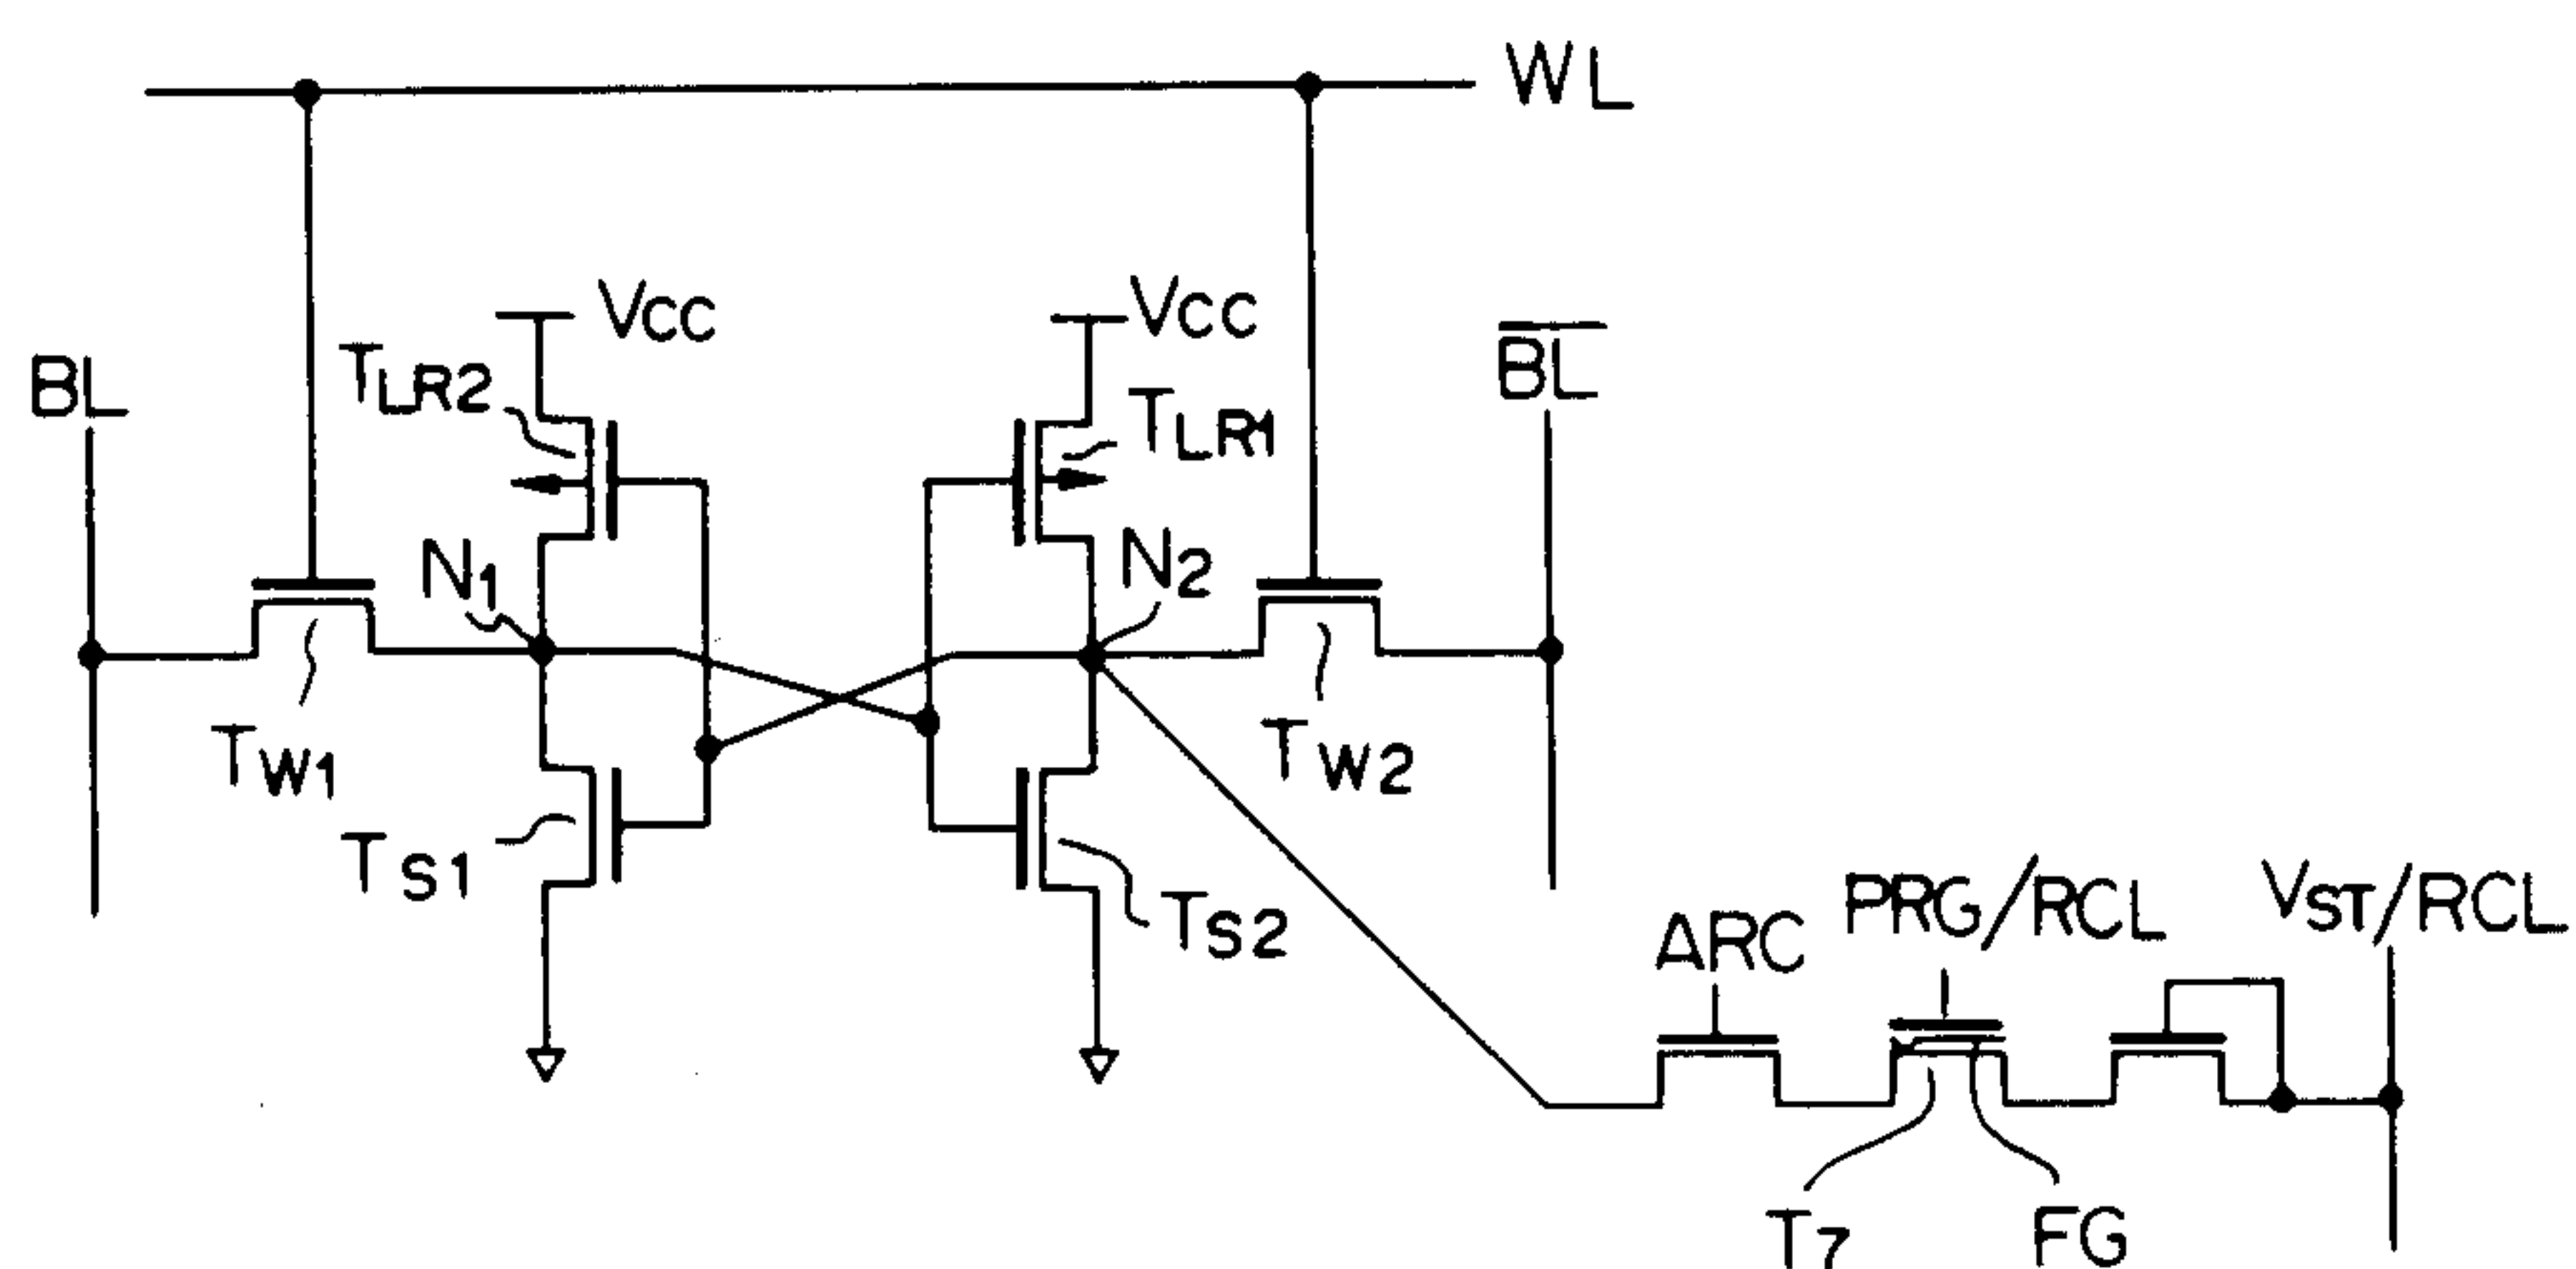 WL
VCC
VCC
BL
TLR2
TLR1
B̅L̅
N1
N2
TW1
TW2
TS1
TS2
ARC
PRG/RCL
VST/RCL
T7
FG